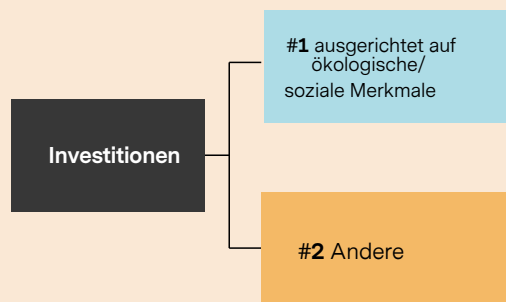 #1 ausgerichtet auf
ökologische/
soziale Merkmale
Investitionen
#2 Andere